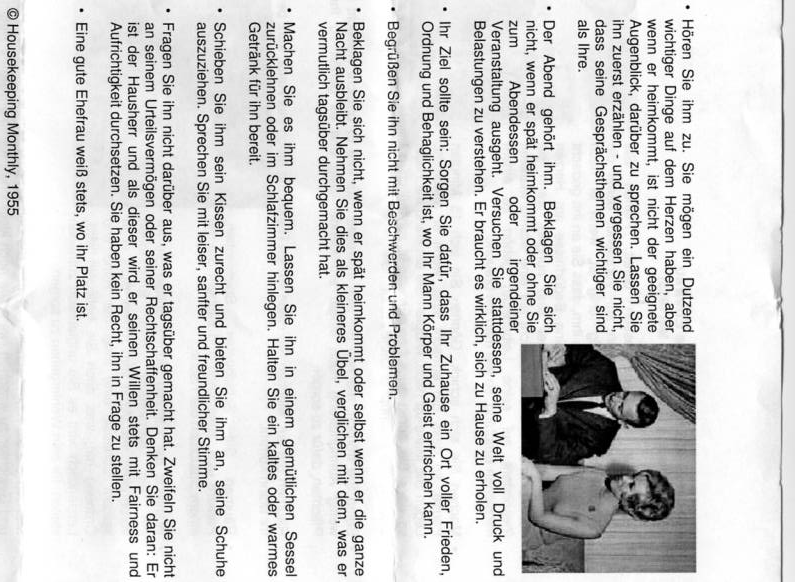 • Hören Sie ihm zu. Sie mögen ein Dutzend
wichtiger Dinge auf dem Herzen haben, aber
wenn er heimkommt, ist nicht der geeignete
Augenblick, darüber zu sprechen. Lassen Sie
ihn zuerst erzählen - und vergessen Sie nicht,
dass seine Gesprächsthemen wichtiger sind
als Ihre.
• Der Abend gehört ihm. Beklagen Sie sich
nicht, wenn er spät heimkommt oder ohne Sie
zum Abendessen oder irgendeiner
Veranstaltung ausgeht. Versuchen Sie stattdessen, seine Welt voll Druck und
Belastungen zu verstehen. Er braucht es wirklich, sich zu Hause zu erholen.
• Ihr Ziel sollte sein: Sorgen Sie dafür, dass Ihr Zuhause ein Ort voller Frieden,
Ordnung und Behaglichkeit ist, wo Ihr Mann Körper und Geist erfrischen kann.
• Begrüßen Sie ihn nicht mit Beschwerden und Problemen.
• Beklagen Sie sich nicht, wenn er spät heimkommt oder selbst wenn er die ganze
Nacht ausbleibt. Nehmen Sie dies als kleineres Übel, verglichen mit dem, was er
vermutlich tagsüber durchgemacht hat.
• Machen Sie es ihm bequem. Lassen Sie ihn in einem gemütlichen Sessel
zurücklehnen oder im Schlafzimmer hinlegen. Halten Sie ein kaltes oder warmes
Getränk für ihn bereit.
• Schieben Sie ihm sein Kissen zurecht und bieten Sie ihm an, seine Schuhe
auszuziehen. Sprechen Sie mit leiser, sanfter und freundlicher Stimme.
• Fragen Sie ihn nicht darüber aus, was er tagsüber gemacht hat. Zweifeln Sie nicht
an seinem Urteilsvermögen oder seiner Rechtschaffenheit. Denken Sie daran: Er
ist der Hausherr und als dieser wird er seinen Willen stets mit Fairness und
Aufrichtigkeit durchsetzen. Sie haben kein Recht, ihn in Frage zu stellen.
• Eine gute Ehefrau weiß stets, wo ihr Platz ist.
© Housekeeping Monthly, 1955